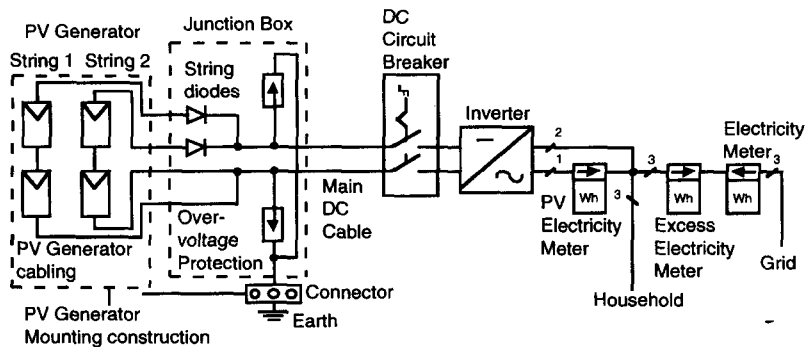 PV Generator
String 1 String 2
Junction Box
String
diodes
DC
Circuit
Breaker
Inverter
2
1
Electricity
Meter
3
3
3
Wh
Wh
Wh
PV
Electricity
Meter
Excess
Electricity
Meter
Grid
Household
Main
DC
Cable
Over-
voltage
Protection
PV Generator
cabling
Connector
Earth
PV Generator
Mounting construction